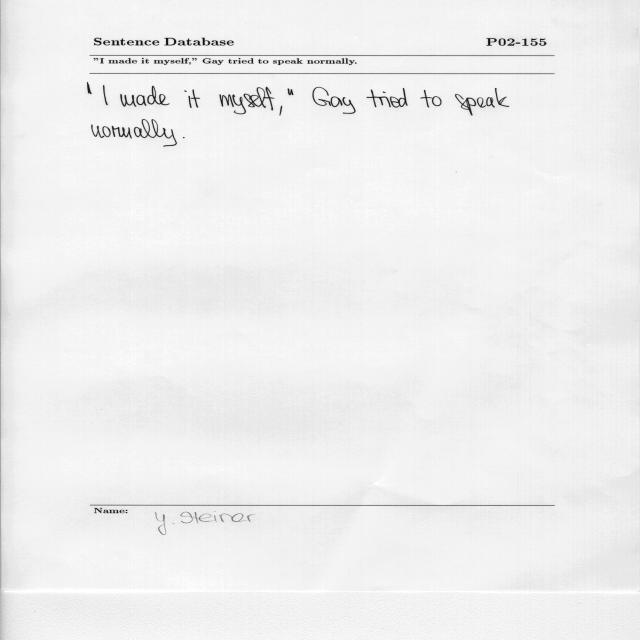 Sentence Database P02-155
"I made it myself," Gay tried to speak normally.
"I made it myself," Gay tried to speak
normally.
Name: Y. Steiner